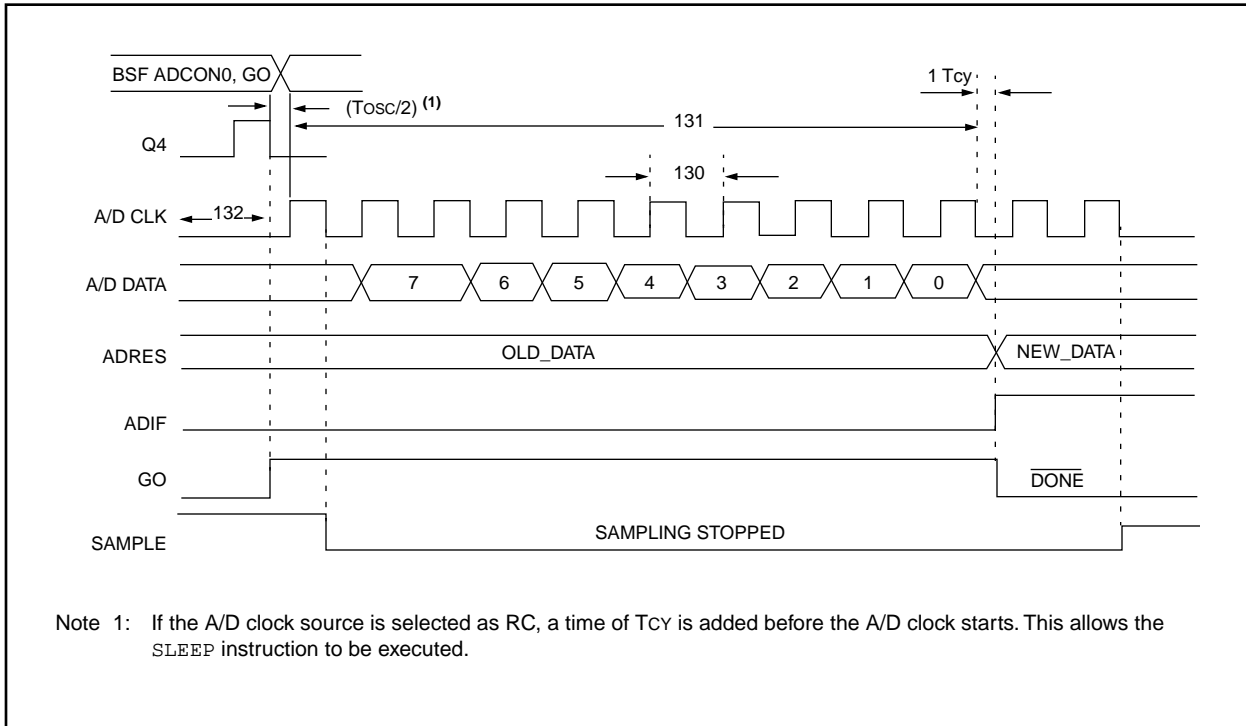 BSF ADCON0, GO
1 Tcy
(TOSC/2) (1)
131
Q4
130
A/D CLK
132
A/D DATA
7
6
5
4
3
2
1
0
ADRES
OLD_DATA
NEW_DATA
ADIF
GO
DONE
SAMPLE
SAMPLING STOPPED
Note 1: If the A/D clock source is selected as RC, a time of TCY is added before the A/D clock starts. This allows the
SLEEP instruction to be executed.